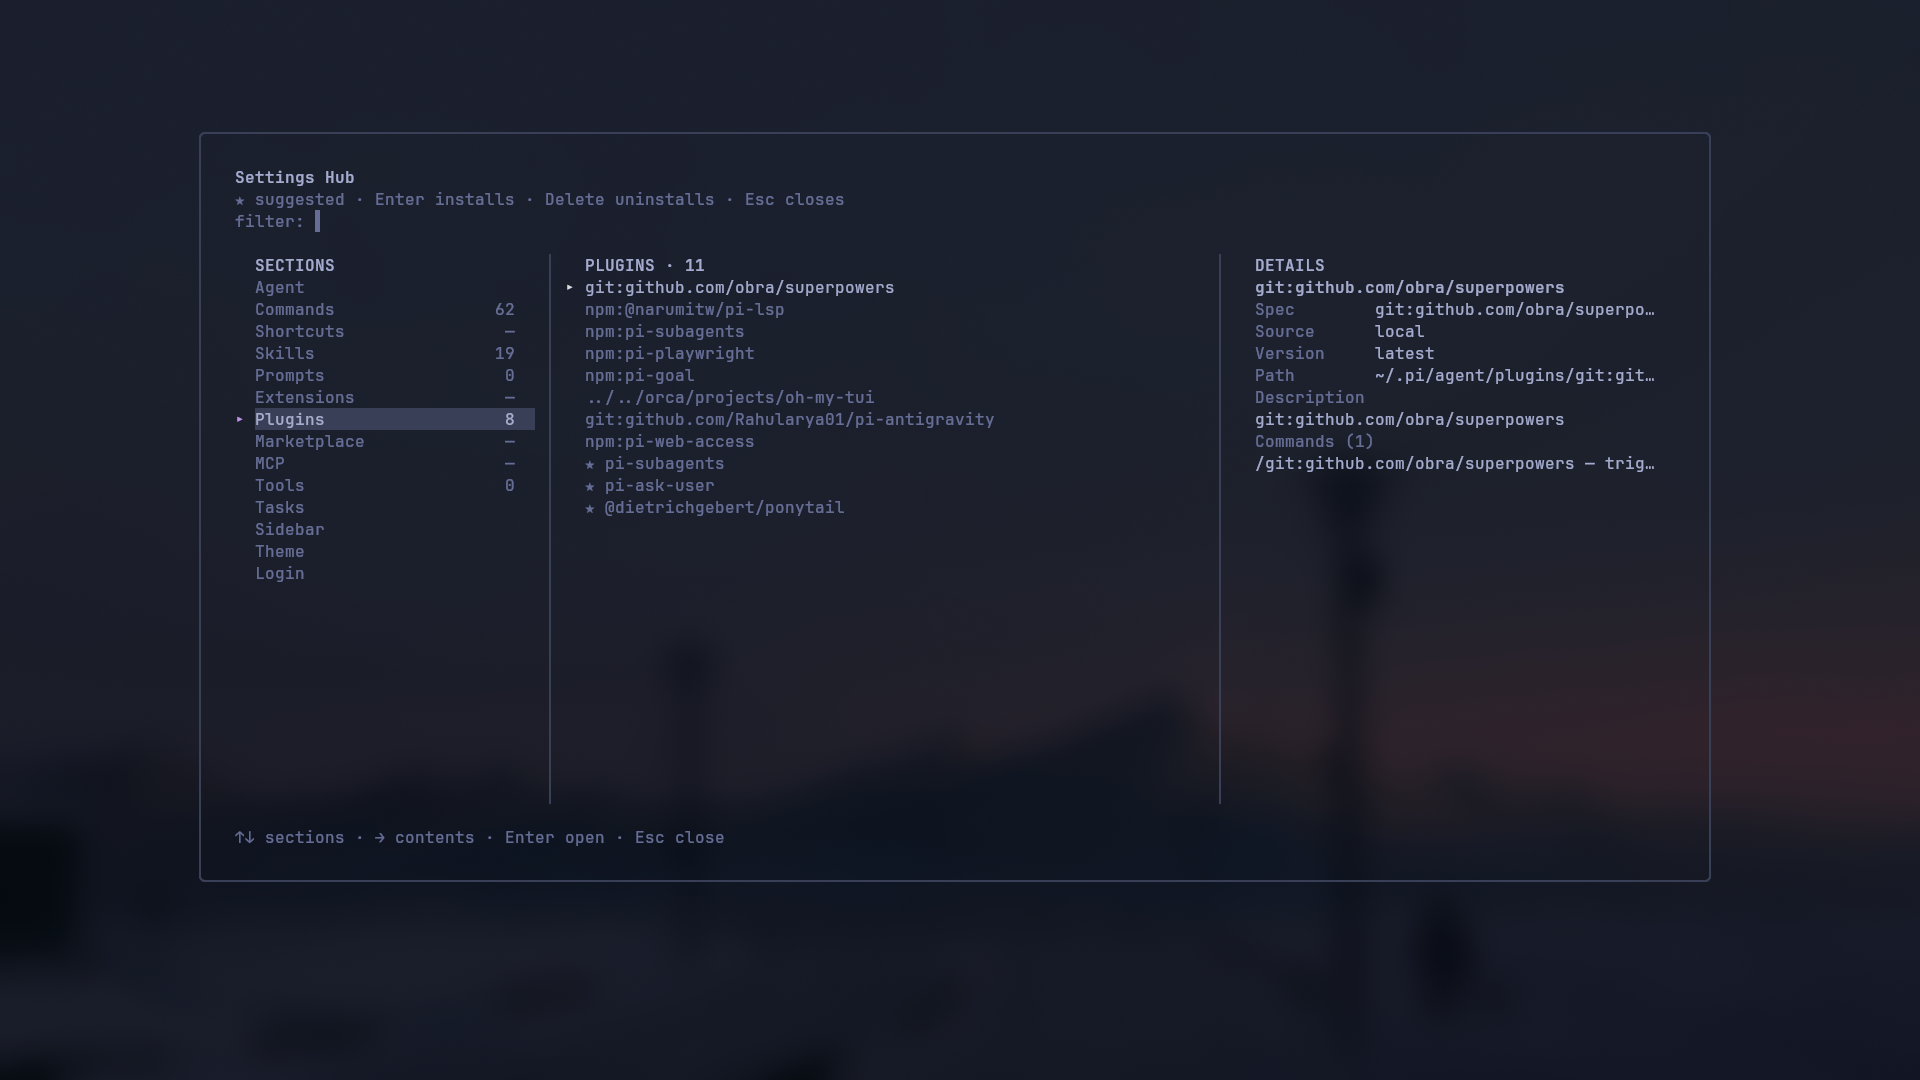 Settings Hub
★ suggested · Enter installs · Delete uninstalls · Esc closes
filter:
SECTIONS
Agent
Commands 62
Shortcuts —
Skills 19
Prompts 0
Extensions —
▸ Plugins 8
Marketplace —
MCP —
Tools 0
Tasks
Sidebar
Theme
Login
PLUGINS · 11
▸ git:github.com/obra/superpowers
npm:@narumitw/pi-lsp
npm:pi-subagents
npm:pi-playwright
npm:pi-goal
../../orca/projects/oh-my-tui
git:github.com/Rahularya01/pi-antigravity
npm:pi-web-access
★ pi-subagents
★ pi-ask-user
★ @dietrichgebert/ponytail
DETAILS
git:github.com/obra/superpowers
Spec git:github.com/obra/superpo…
Source local
Version latest
Path ~/.pi/agent/plugins/git:git…
Description
git:github.com/obra/superpowers
Commands (1)
/git:github.com/obra/superpowers — trig…
↑↓ sections · → contents · Enter open · Esc close